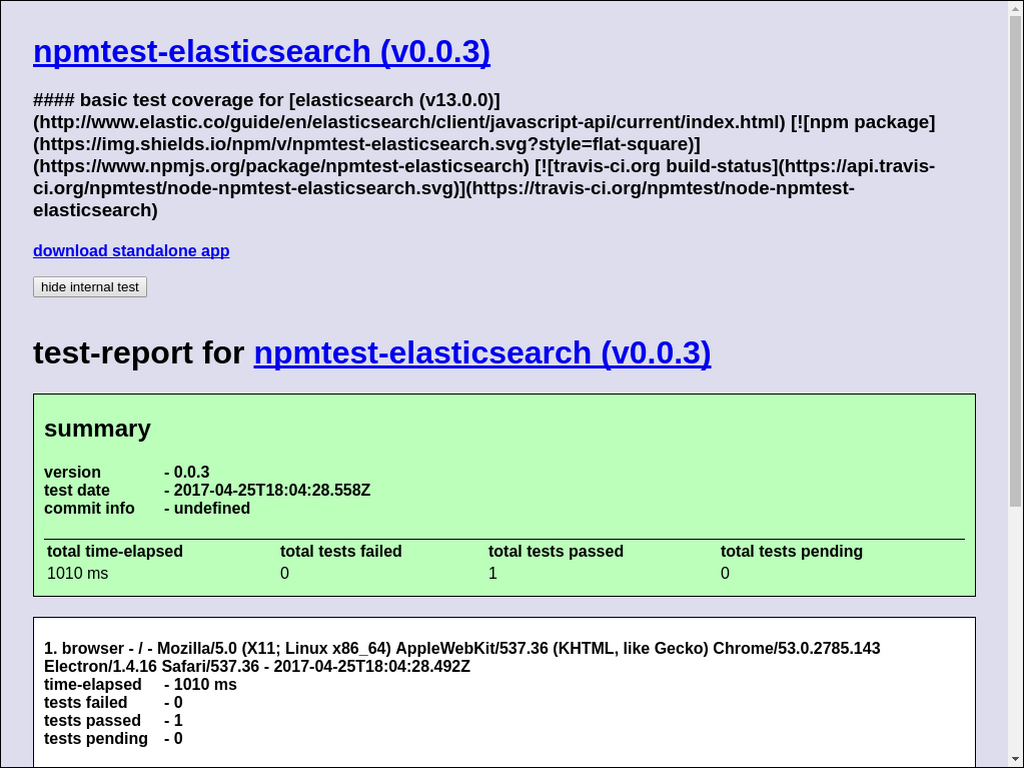 npmtest-elasticsearch (v0.0.3)
#### basic test coverage for [elasticsearch (v13.0.0)]
(http://www.elastic.co/guide/en/elasticsearch/client/javascript-api/current/index.html) [![npm package]
(https://img.shields.io/npm/v/npmtest-elasticsearch.svg?style=flat-square)]
(https://www.npmjs.org/package/npmtest-elasticsearch) [![travis-ci.org build-status](https://api.travis-
ci.org/npmtest/node-npmtest-elasticsearch.svg)](https://travis-ci.org/npmtest/node-npmtest-
elasticsearch)
download standalone app
hide internal test
test-report for npmtest-elasticsearch (v0.0.3)
summary
version - 0.0.3
test date - 2017-04-25T18:04:28.558Z
commit info - undefined
total time-elapsed total tests failed total tests passed total tests pending
1010 ms 0 1 0
1. browser - / - Mozilla/5.0 (X11; Linux x86_64) AppleWebKit/537.36 (KHTML, like Gecko) Chrome/53.0.2785.143
Electron/1.4.16 Safari/537.36 - 2017-04-25T18:04:28.492Z
time-elapsed - 1010 ms
tests failed - 0
tests passed - 1
tests pending - 0